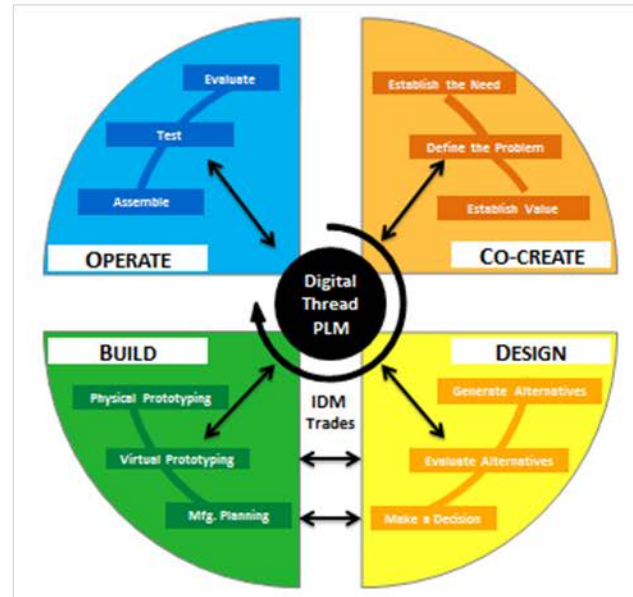 Evaluate
Test
Assemble
OPERATE
Establish the Need
Define the Problem
Establish Value
CO-CREATE
Digital
Thread
PLM
BUILD
Physical Prototyping
Virtual Prototyping
Mfg. Planning
IDM
Trades
DESIGN
Generate Alternatives
Evaluate Alternatives
Make a Decision